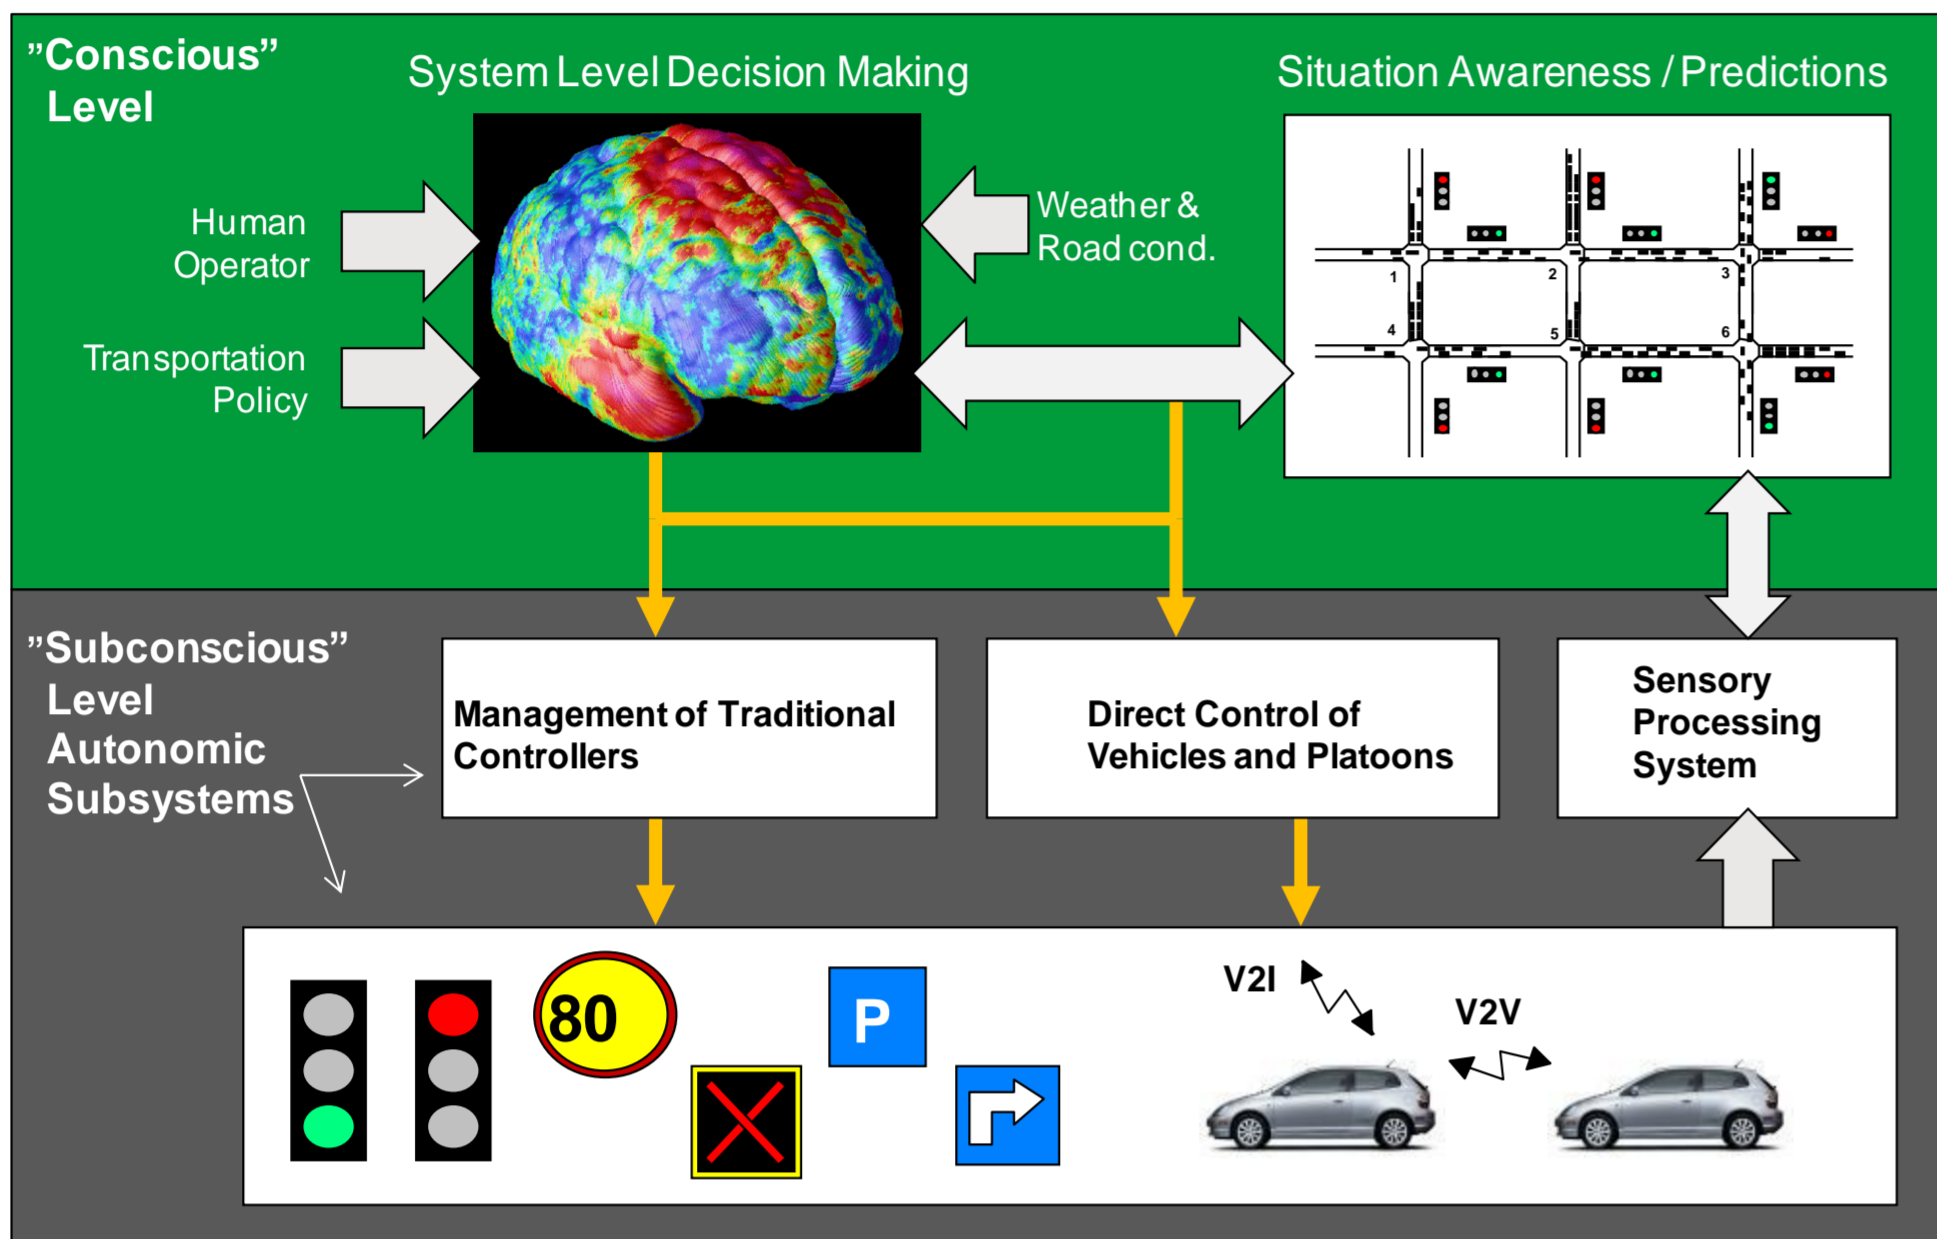 ”Conscious”
Level
System Level Decision Making
Situation Awareness / Predictions
Human
Operator
Weather &
Road cond.
Transportation
Policy
1
2
3
4
5
6
”Subconscious”
Level
Autonomic
Subsystems
Management of Traditional
Controllers
Direct Control of
Vehicles and Platoons
Sensory
Processing
System
80
P
V2I
V2V